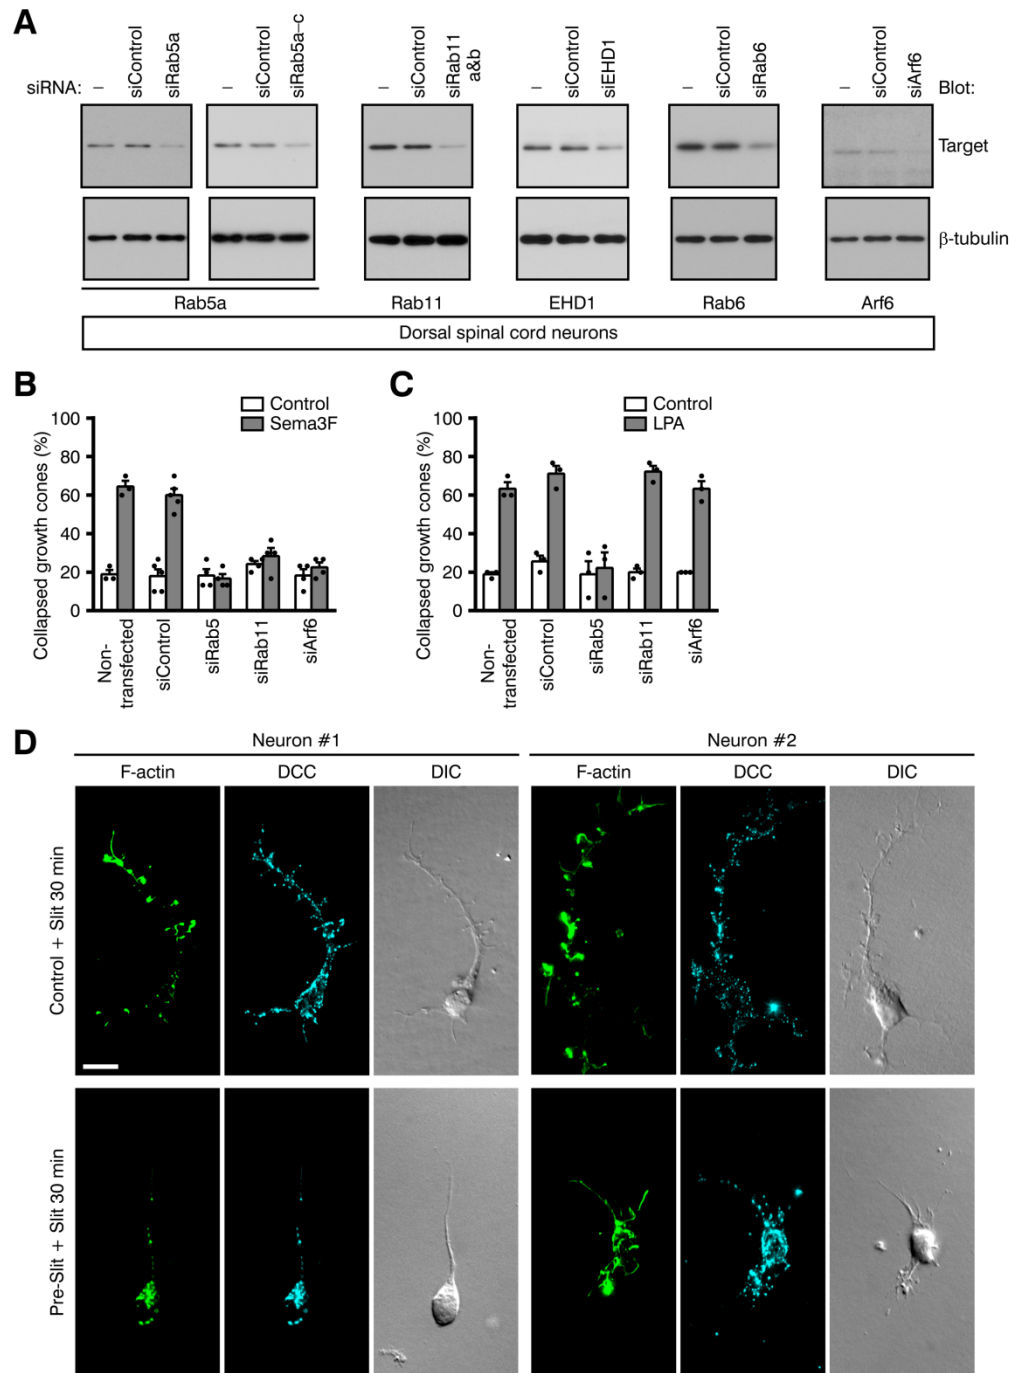 A
siRNA:
–
siControl
siRab5a
–
siControl
siRab5a–c
–
siControl
siRab11
a&b
–
siControl
siEHD1
–
siControl
siRab6
–
siControl
siArf6
Blot:
Target
β-tubulin
Rab5a
Rab11
EHD1
Rab6
Arf6
Dorsal spinal cord neurons
B
Control
Sema3F
Collapsed growth cones (%)
100
80
60
40
20
0
Non-
transfected
siControl
siRab5
siRab11
siArf6
C
Control
LPA
Collapsed growth cones (%)
100
80
60
40
20
0
Non-
transfected
siControl
siRab5
siRab11
siArf6
D
Neuron #1
Neuron #2
F-actin
DCC
DIC
F-actin
DCC
DIC
Control + Slit 30 min
Pre-Slit + Slit 30 min